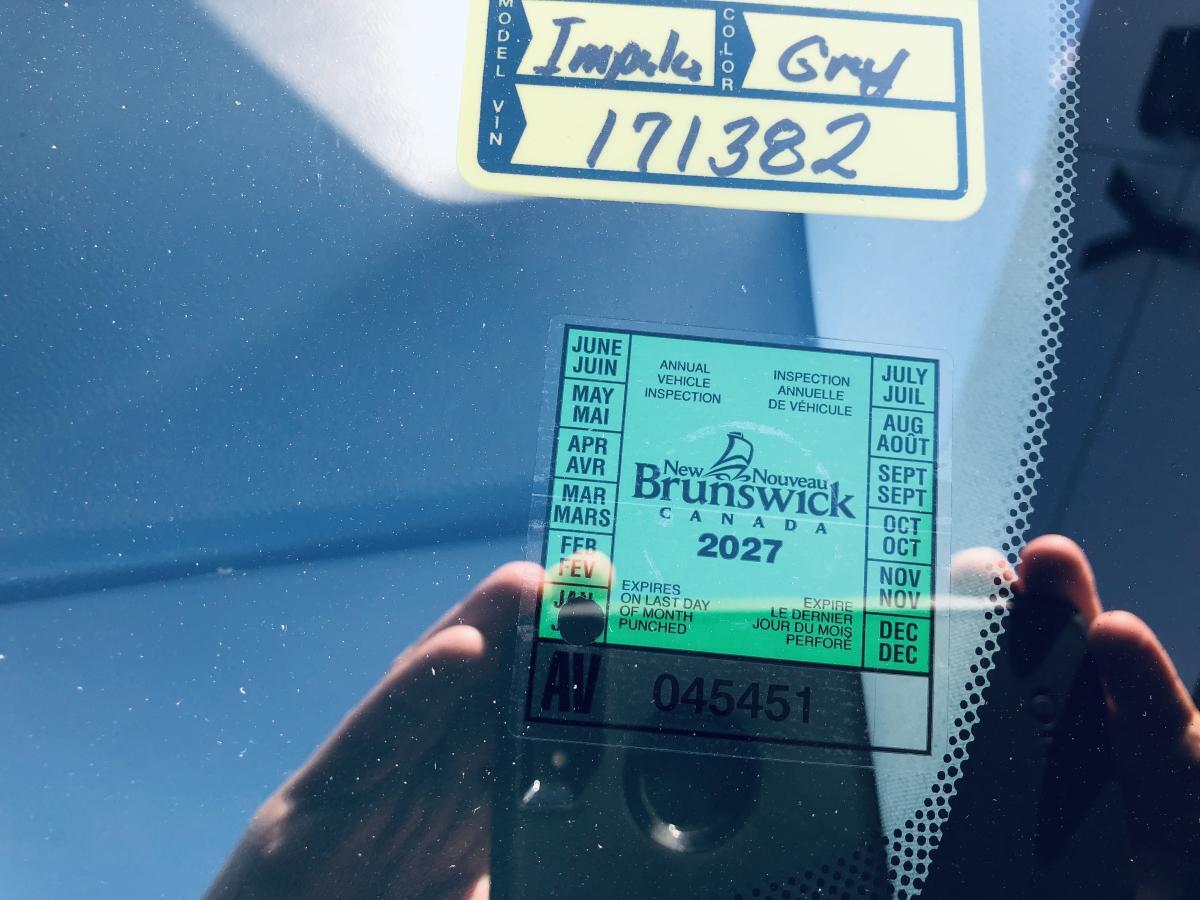 MODEL Impala COLOR Gray
VIN 171382
JUNE
JUIN
MAY
MAI
APR
AVR
MAR
MARS
FEB
FEV
JAN
ANNUAL
VEHICLE
INSPECTION
INSPECTION
ANNUELLE
DE VÉHICULE
New Nouveau
Brunswick
CANADA
2027
EXPIRES
ON LAST DAY
OF MONTH
PUNCHED
EXPIRE
LE DERNIER
JOUR DU MOIS
PERFORÉ
JULY
JUIL
AUG
AOÛT
SEPT
SEPT
OCT
OCT
NOV
NOV
DEC
DEC
AV 045451